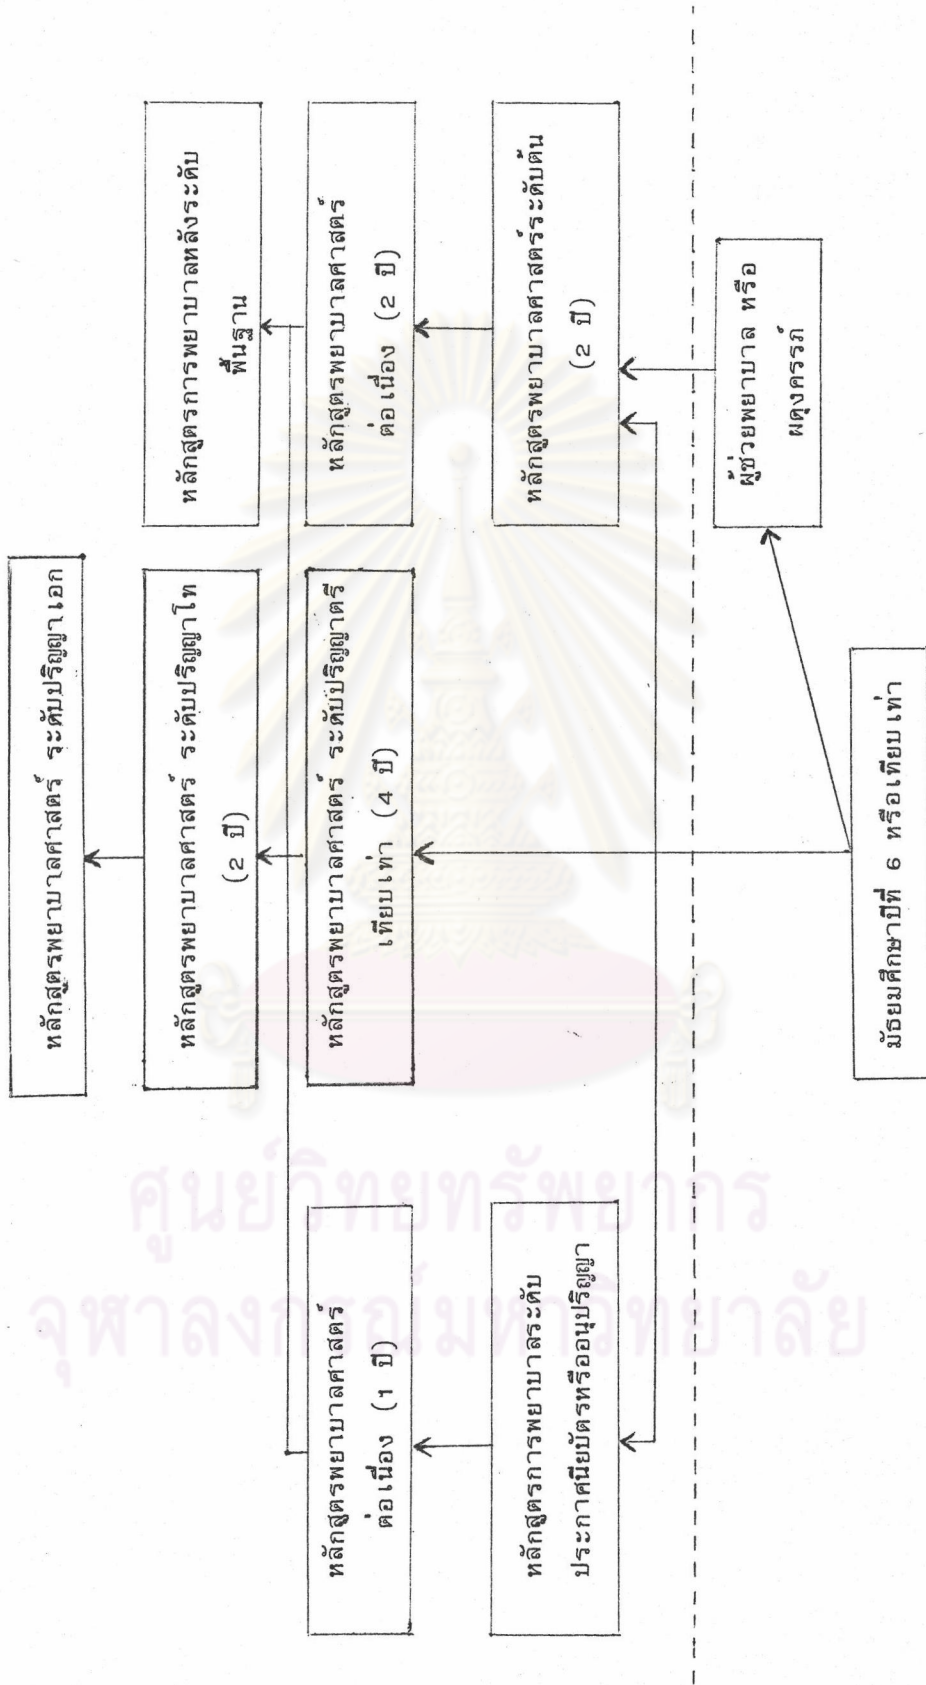 หลักสูตรพยาบาลศาสตร์ ระดับปริญญาเอก
หลักสูตรพยาบาลศาสตร์ ระดับปริญญาโท
(2 ปี)
หลักสูตรการพยาบาลหลังระดับ
พื้นฐาน
หลักสูตรพยาบาลศาสตร์
ต่อเนื่อง (1 ปี)
หลักสูตรพยาบาลศาสตร์ ระดับปริญญาตรี
เทียบเท่า (4 ปี)
หลักสูตรพยาบาลศาสตร์
ต่อเนื่อง (2 ปี)
หลักสูตรการพยาบาลระดับ
ประกาศนียบัตรหรืออนุปริญญา
หลักสูตรพยาบาลศาสตร์ระดับต้น
(2 ปี)
ผู้ช่วยพยาบาล หรือ
ผดุงครรภ์
มัธยมศึกษาปีที่ 6 หรือเทียบเท่า
ศูนย์วิทยทรัพยากร
จุฬาลงกรณ์มหาวิทยาลัย